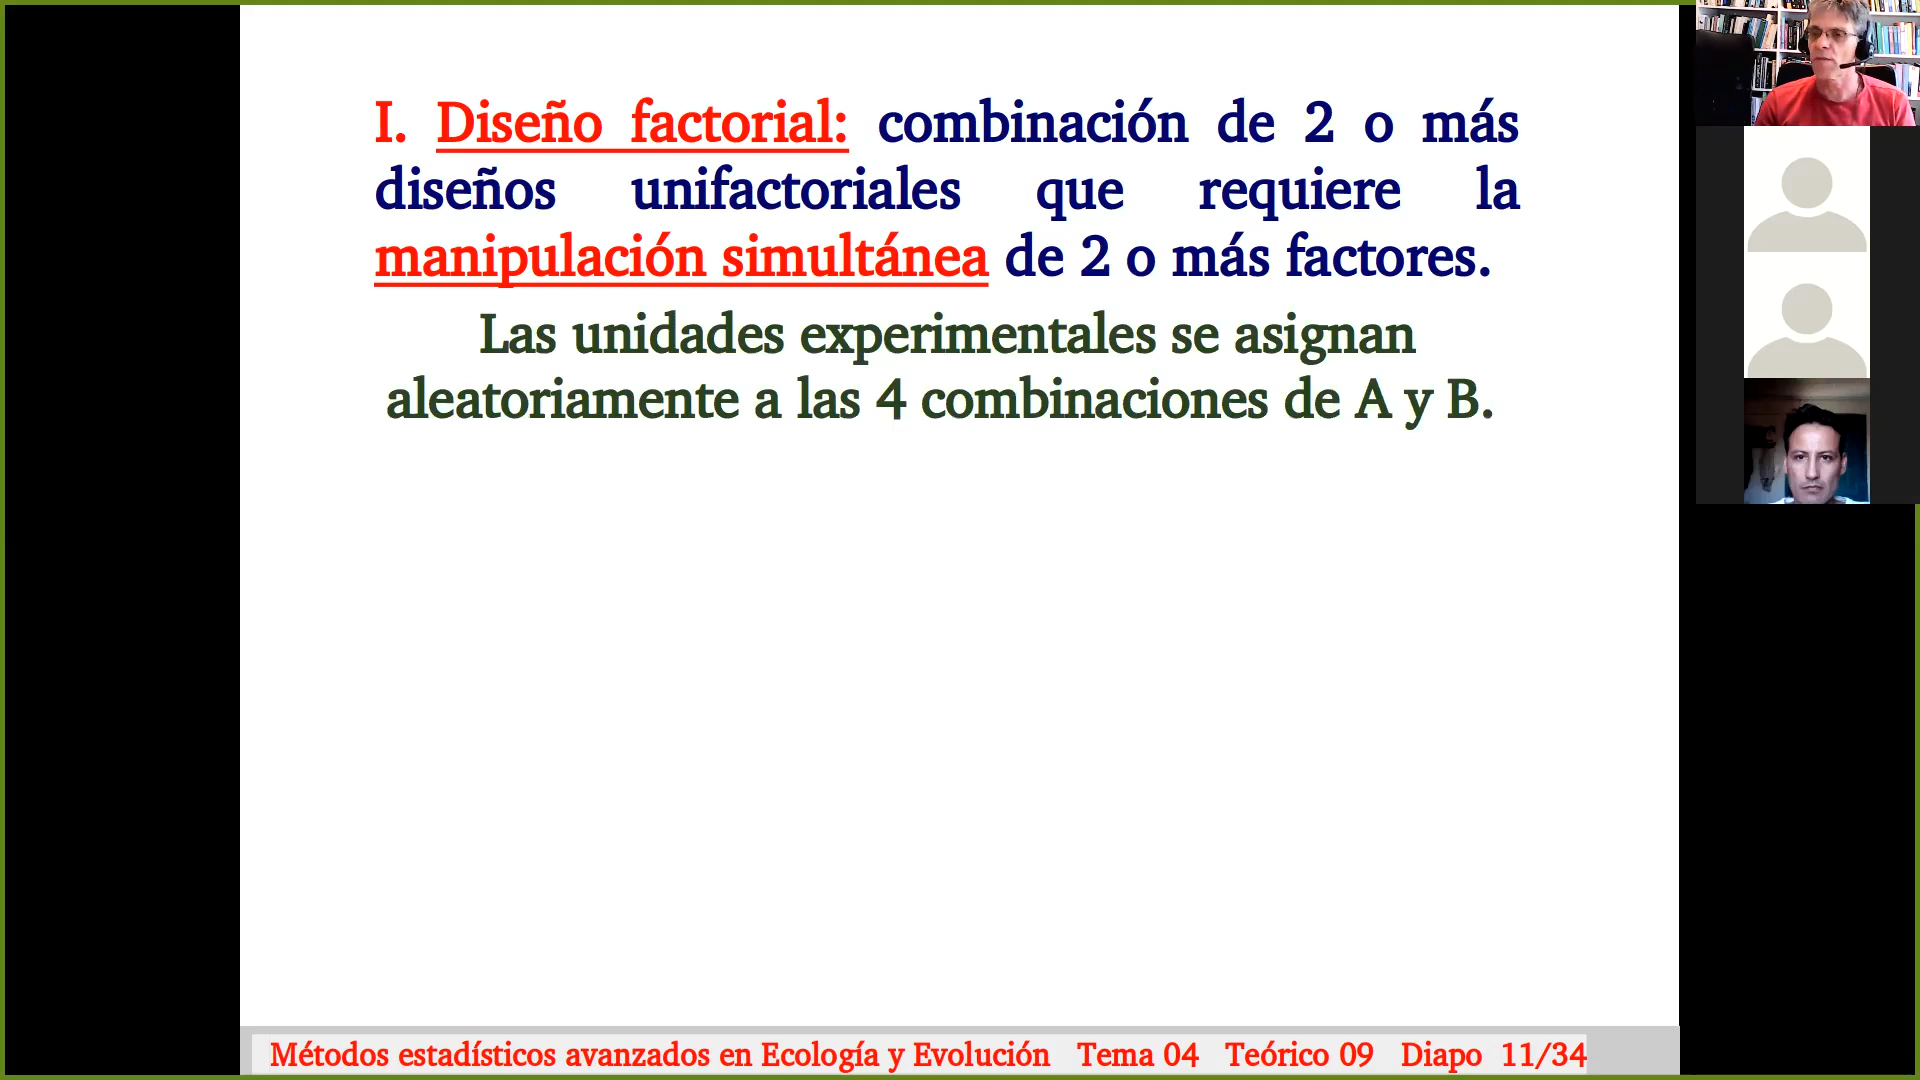 I. Diseño factorial: combinación de 2 o más
diseños unifactoriales que requiere la
manipulación simultánea de 2 o más factores.
Las unidades experimentales se asignan
aleatoriamente a las 4 combinaciones de A y B.
Métodos estadísticos avanzados en Ecología y Evolución Tema 04 Teórico 09 Diapo 11/34